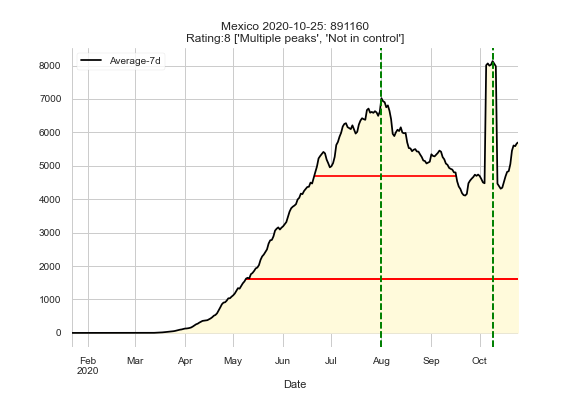 Mexico 2020-10-25: 891160
Rating:8 ['Multiple peaks', 'Not in control']
Average-7d
8000
7000
6000
5000
4000
3000
2000
1000
0
Feb Mar Apr May Jun Jul Aug Sep Oct
2020
Date